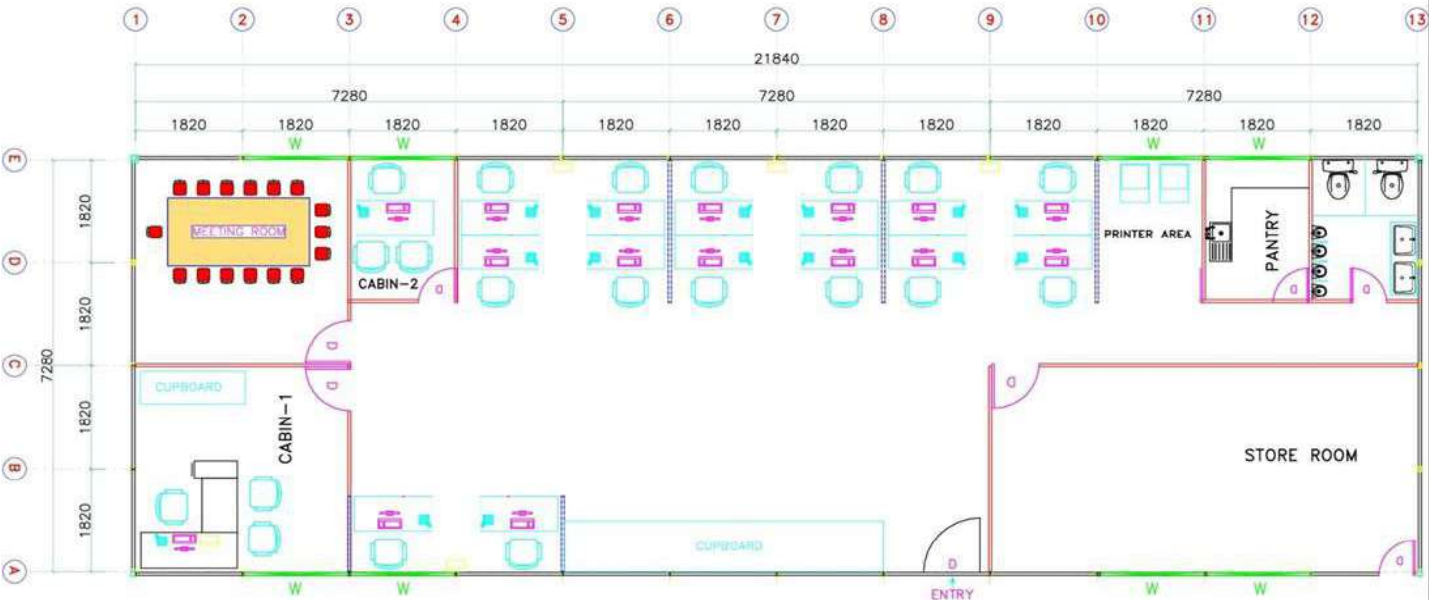 1 2 3 4 5 6 7 8 9 10 11 12 13
21840
7280 7280 7280
1820 1820 1820 1820 1820 1820 1820 1820 1820 1820 1820 1820
W W W W
E
1820
MEETING ROOM
PRINTER AREA
PANTRY
D
CABIN-2
D
D
D
1820
D
C
7280
D
D
CUPBOARD
CABIN-1
1820
STORE ROOM
B
1820
CUPBOARD
D
D
A
W W W W
ENTRY